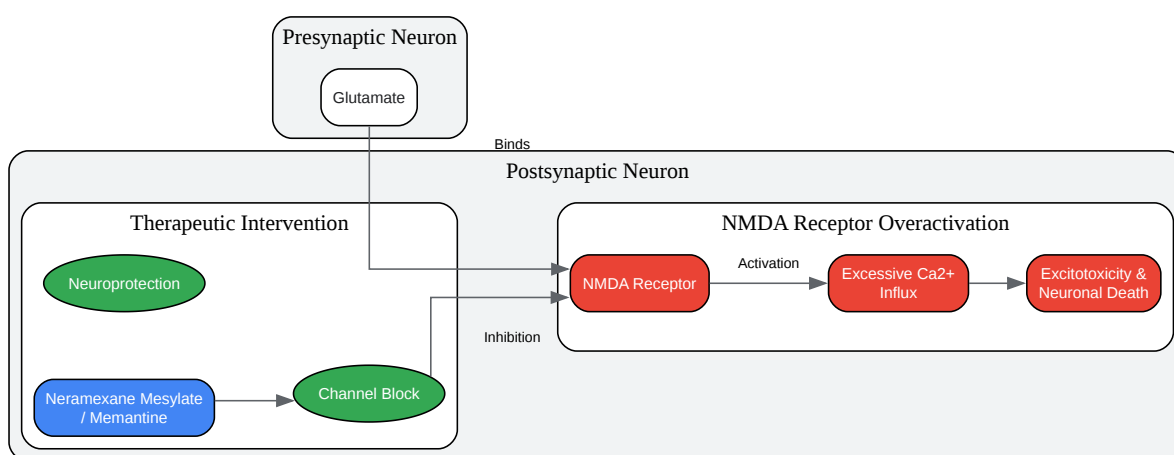 Presynaptic Neuron
Glutamate
Binds
Postsynaptic Neuron
Therapeutic Intervention
NMDA Receptor Overactivation
Neuroprotection
NMDA Receptor
Activation
Excessive Ca2+
Influx
Excitotoxicity &
Neuronal Death
Inhibition
Neramexane Mesylate
/ Memantine
Channel Block